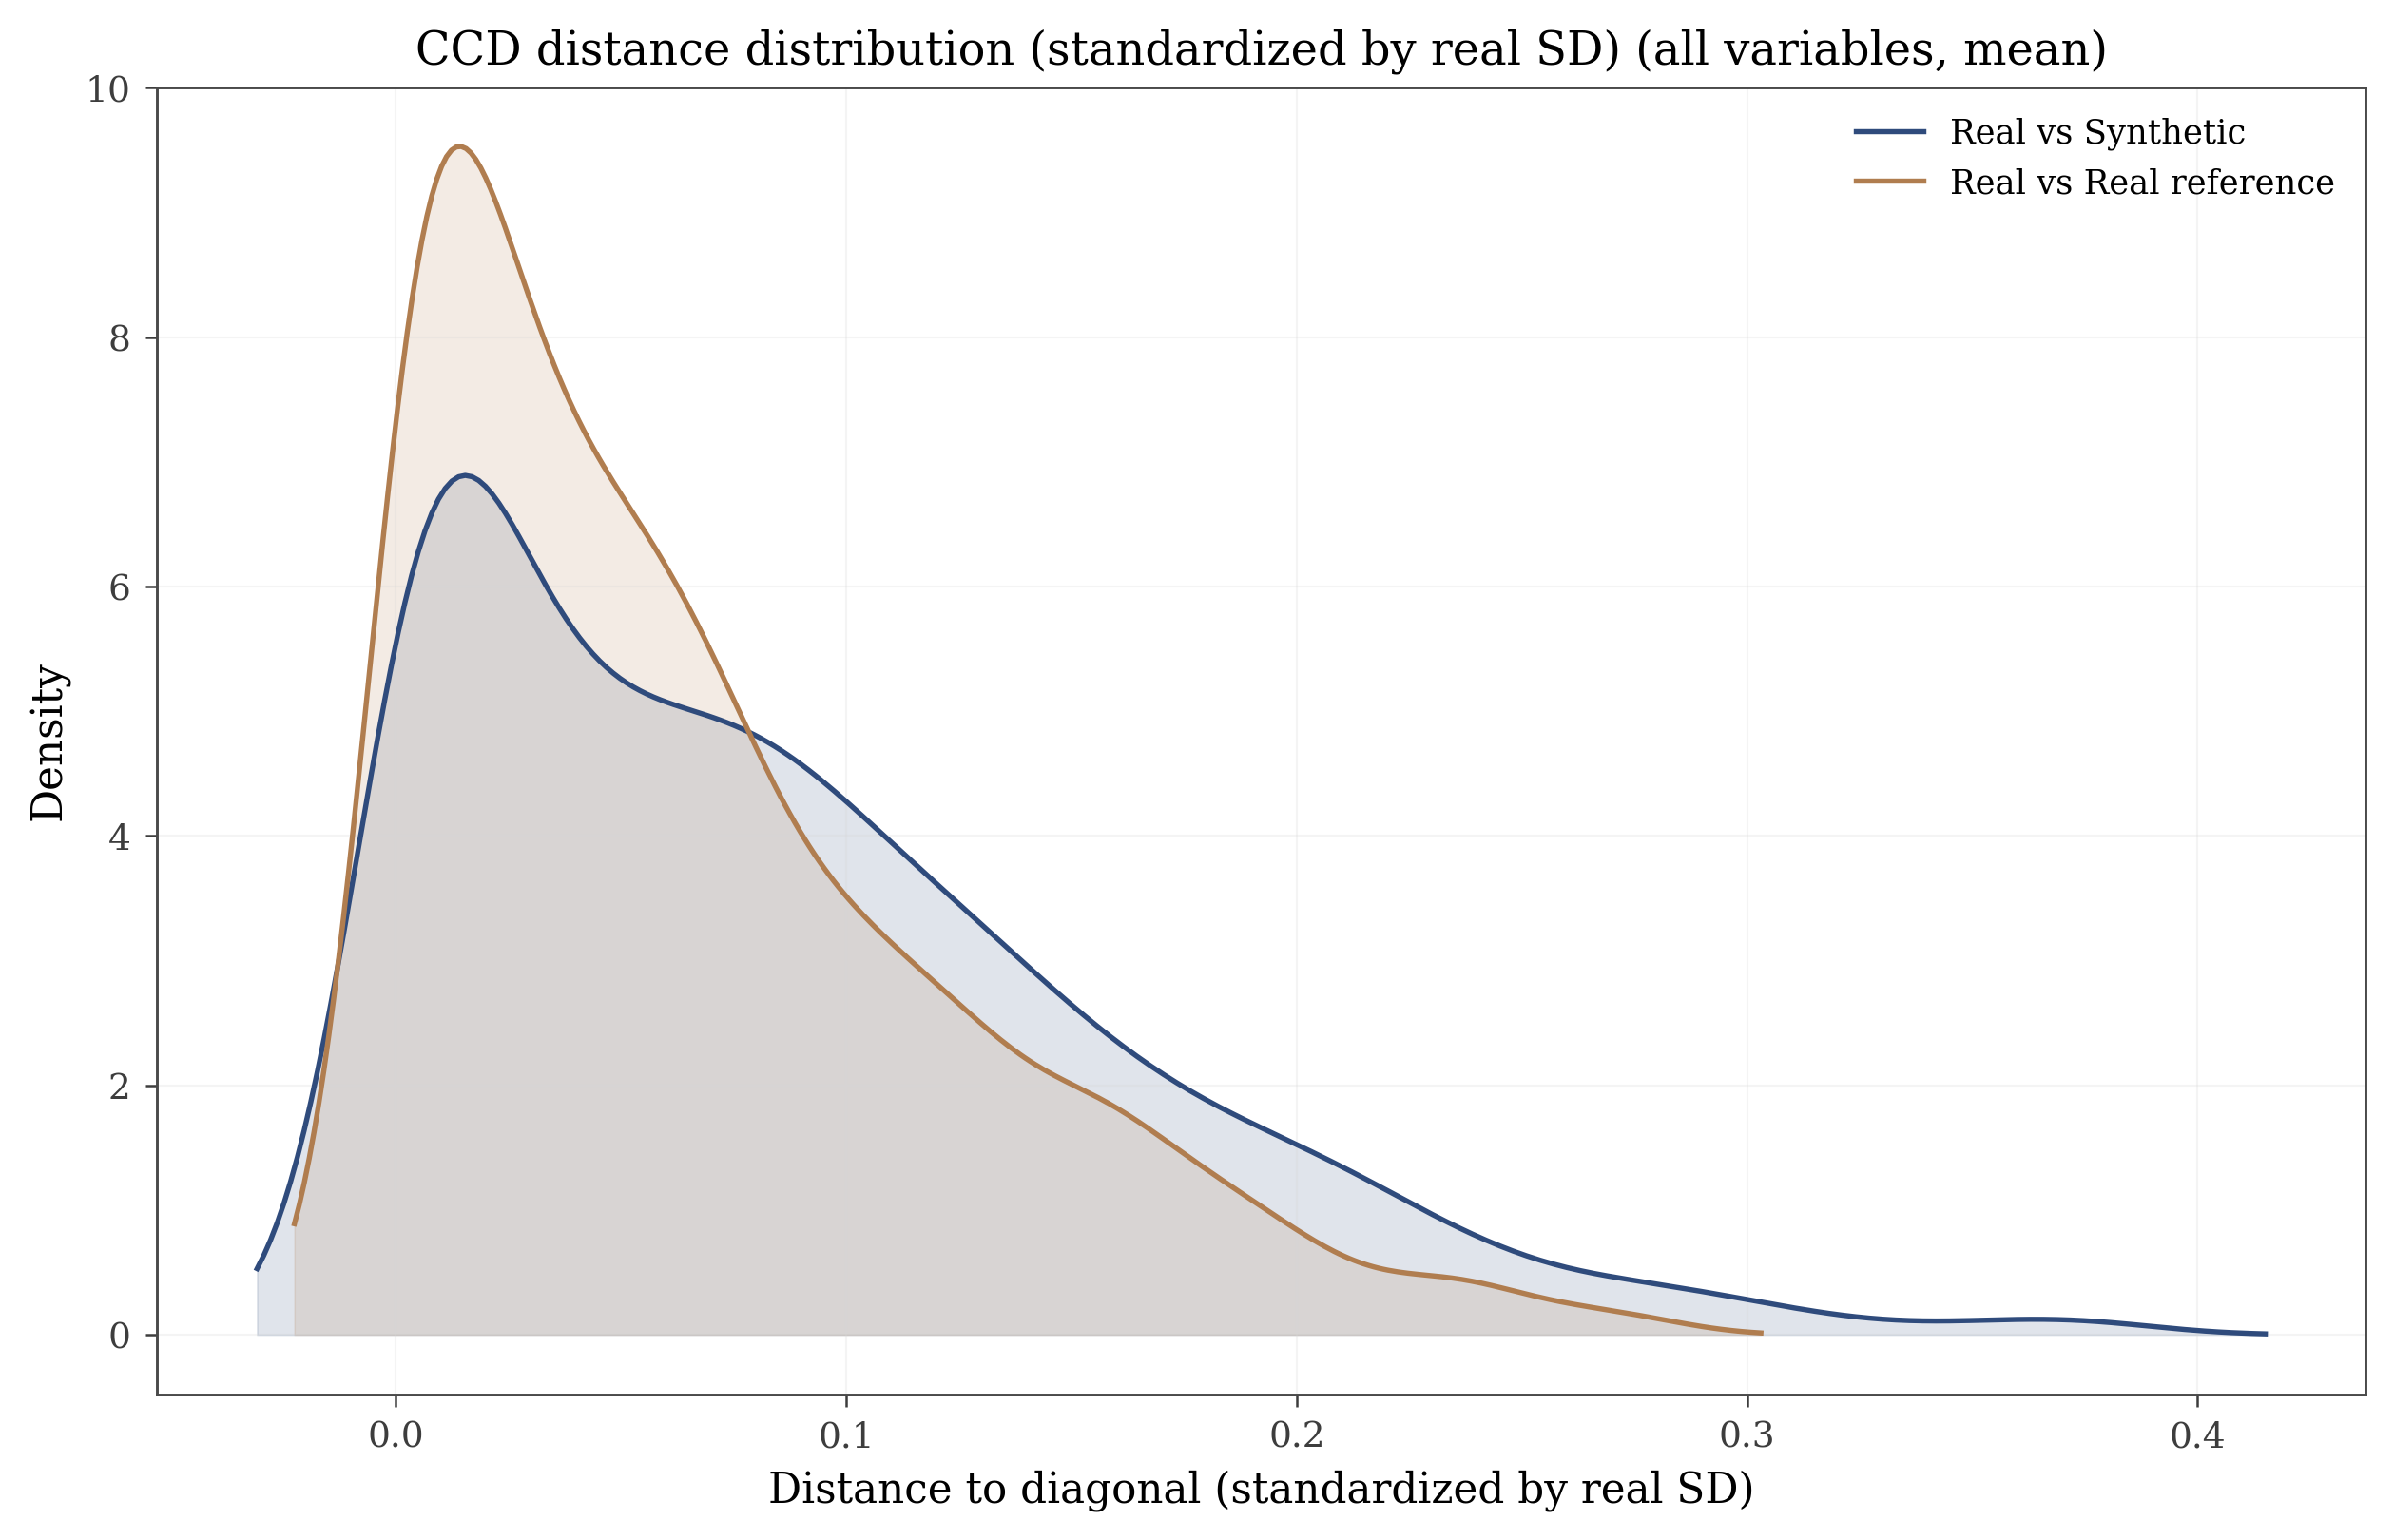 CCD distance distribution (standardized by real SD) (all variables, mean)
10
8
6
4
2
0
Density
Real vs Synthetic
Real vs Real reference
0.0 0.1 0.2 0.3 0.4
Distance to diagonal (standardized by real SD)